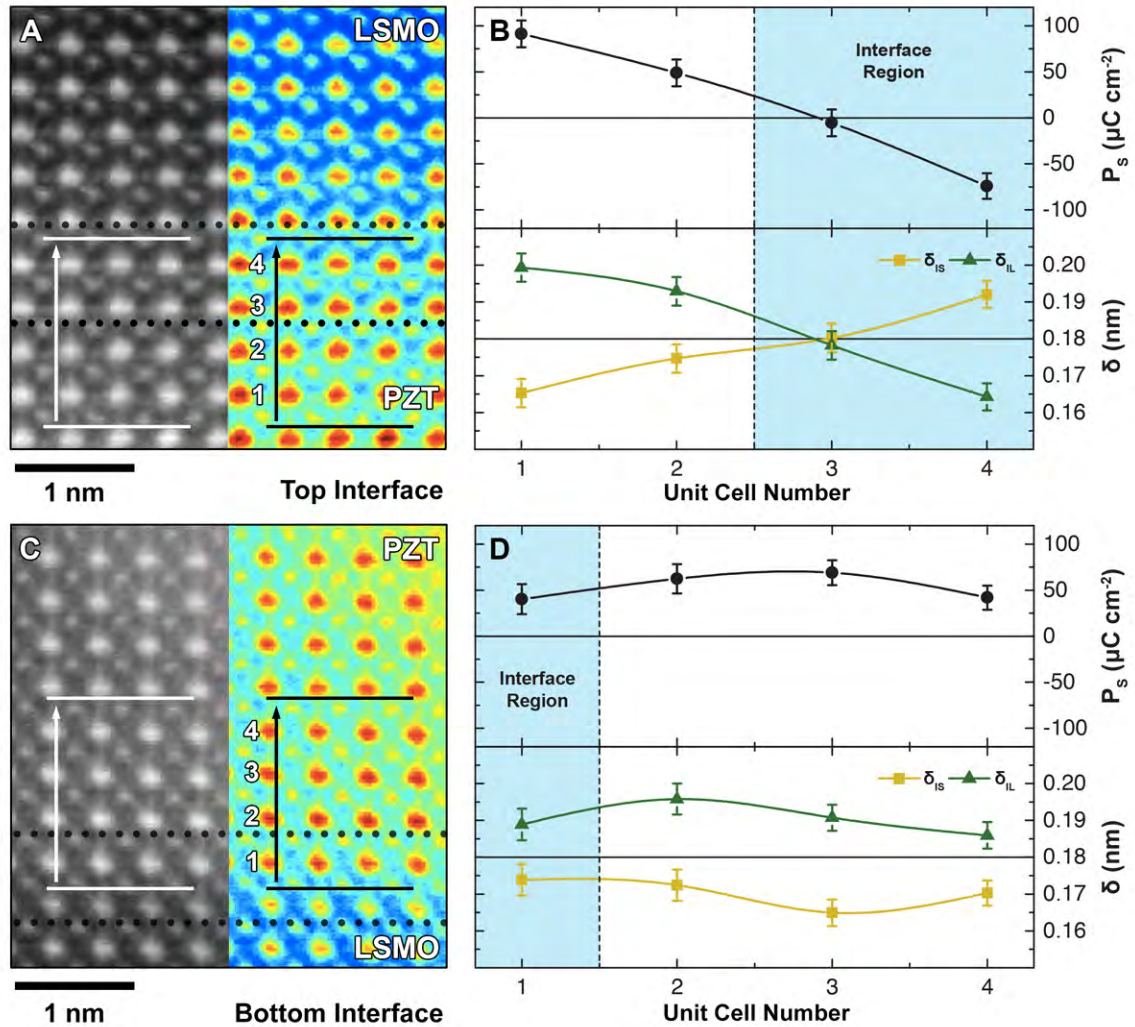 A
LSMO
4
3
2
1
PZT
1 nm
Top Interface
B
Interface
Region
100
50
0
-50
-100
Pₛ (µC cm⁻²)
δ_IS
δ_IL
0.20
0.19
0.18
0.17
0.16
δ (nm)
1 2 3 4
Unit Cell Number
C
PZT
4
3
2
1
LSMO
1 nm
Bottom Interface
D
Interface
Region
100
50
0
-50
-100
Pₛ (µC cm⁻²)
δ_IS
δ_IL
0.20
0.19
0.18
0.17
0.16
δ (nm)
1 2 3 4
Unit Cell Number